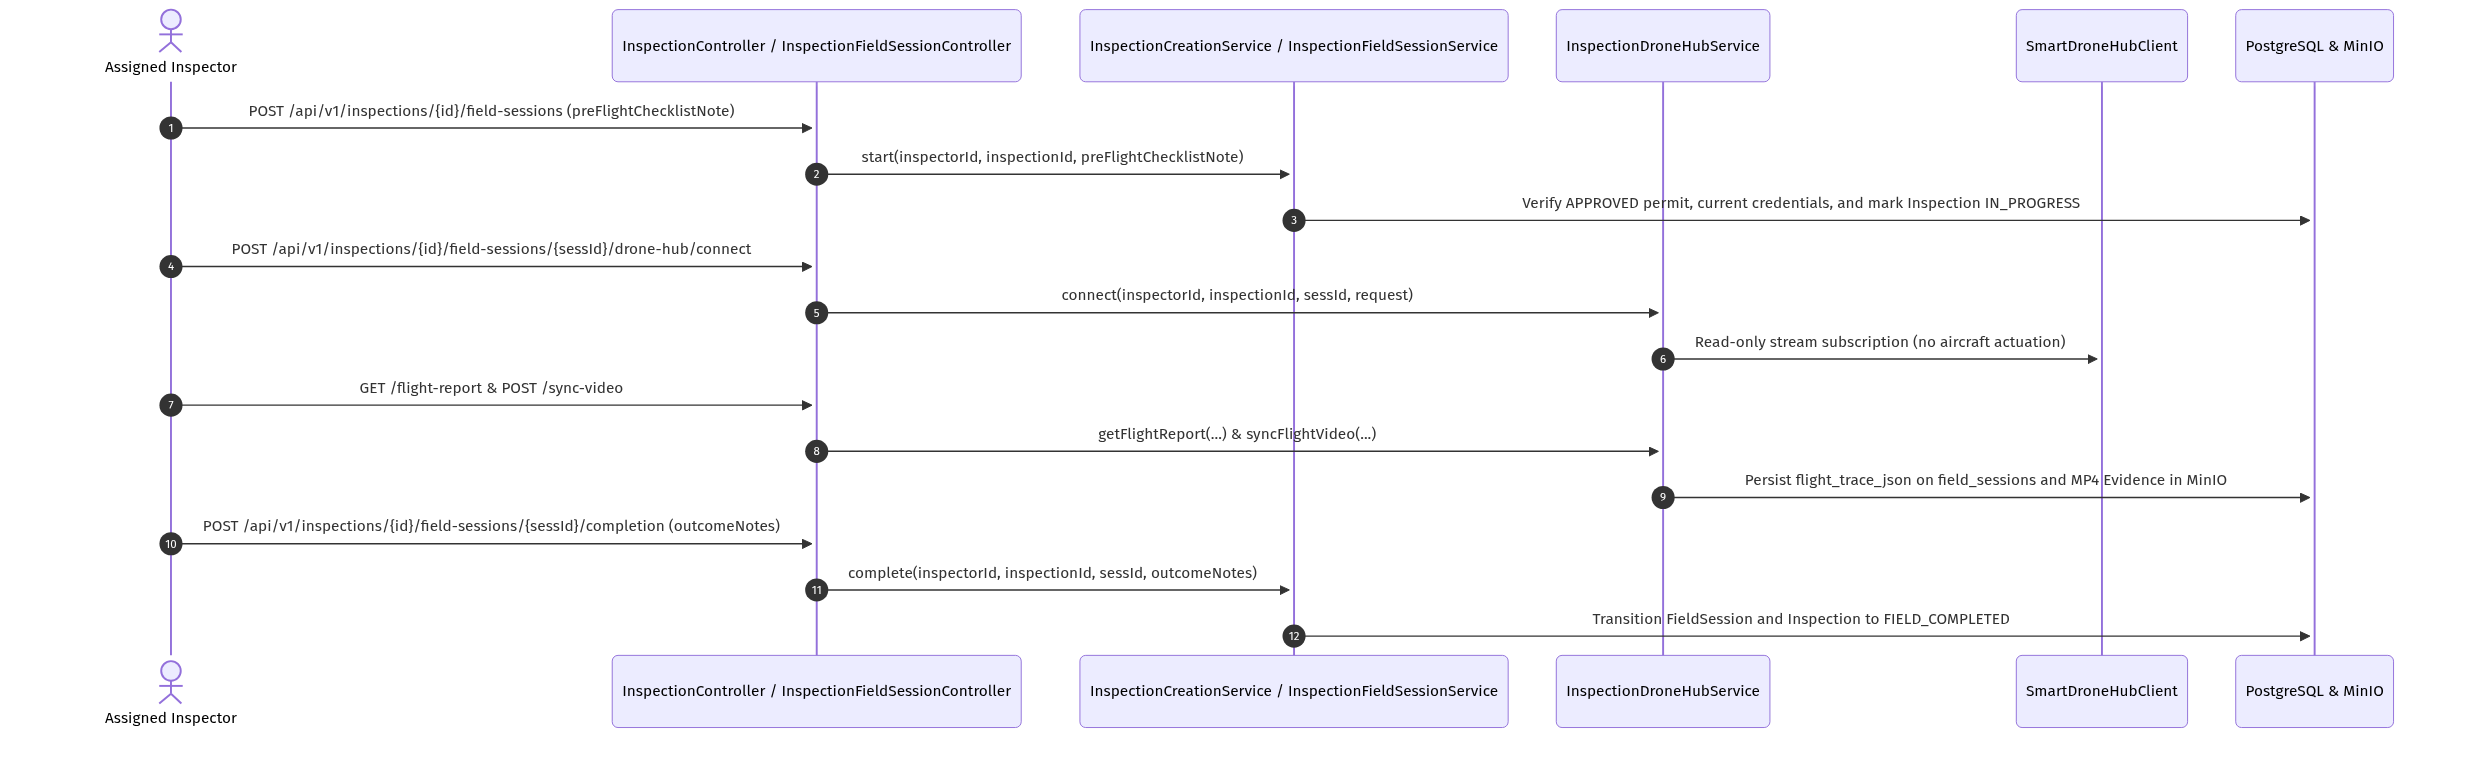 Assigned Inspector
InspectionController / InspectionFieldSessionController
InspectionCreationService / InspectionFieldSessionService
InspectionDroneHubService
SmartDroneHubClient
PostgreSQL & MinIO
POST /api/v1/inspections/{id}/field-sessions (preFlightChecklistNote)
1
start(inspectorId, inspectionId, preFlightChecklistNote)
2
Verify APPROVED permit, current credentials, and mark Inspection IN_PROGRESS
3
POST /api/v1/inspections/{id}/field-sessions/{sessId}/drone-hub/connect
4
connect(inspectorId, inspectionId, sessId, request)
5
Read-only stream subscription (no aircraft actuation)
6
GET /flight-report & POST /sync-video
7
getFlightReport(...) & syncFlightVideo(...)
8
Persist flight_trace_json on field_sessions and MP4 Evidence in MinIO
9
POST /api/v1/inspections/{id}/field-sessions/{sessId}/completion (outcomeNotes)
10
complete(inspectorId, inspectionId, sessId, outcomeNotes)
11
Transition FieldSession and Inspection to FIELD_COMPLETED
12
Assigned Inspector
InspectionController / InspectionFieldSessionController
InspectionCreationService / InspectionFieldSessionService
InspectionDroneHubService
SmartDroneHubClient
PostgreSQL & MinIO